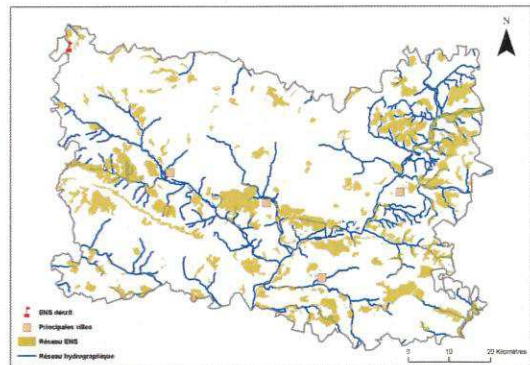 N
ENS décrit
Principales villes
Réseau ENS
Réseau hydrographique
0 10 20 Kilomètres